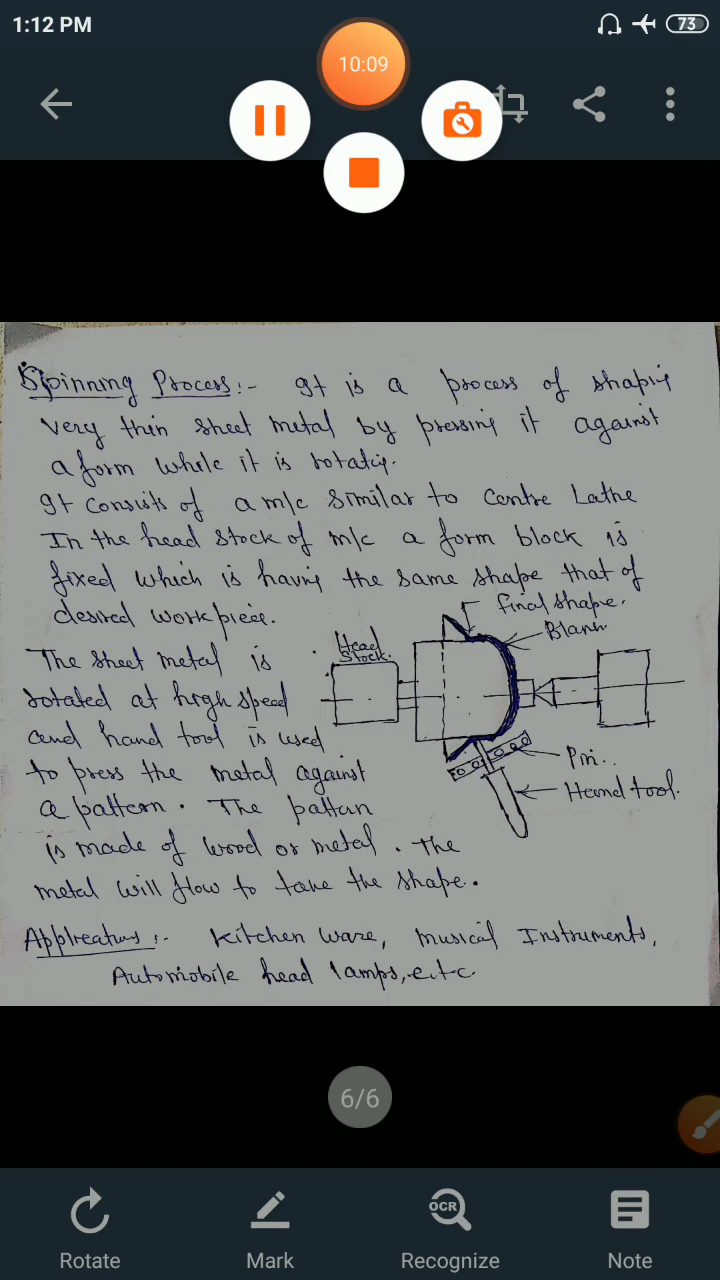 1:12 PM
73
10:09
Spinning Process:- It is a process of shaping
very thin sheet metal by pressing it against
a form while it is rotating.
It consists of a m/c similar to Centre Lathe
In the head stock of m/c a form block is
fixed which is having the same shape that of
desired workpiece.
final shape.
Blank
Head
Stock.
The sheet metal is
rotated at high speed
and hand tool is used
to press the metal against
a pattern. The pattern
is made of wood or metal. The
metal will flow to take the shape.
Pin.
Hand tool.
Applications:- Kitchen Ware, Musical Instruments,
Automobile head lamps, e.t.c
6/6
OCR
Rotate
Mark
Recognize
Note